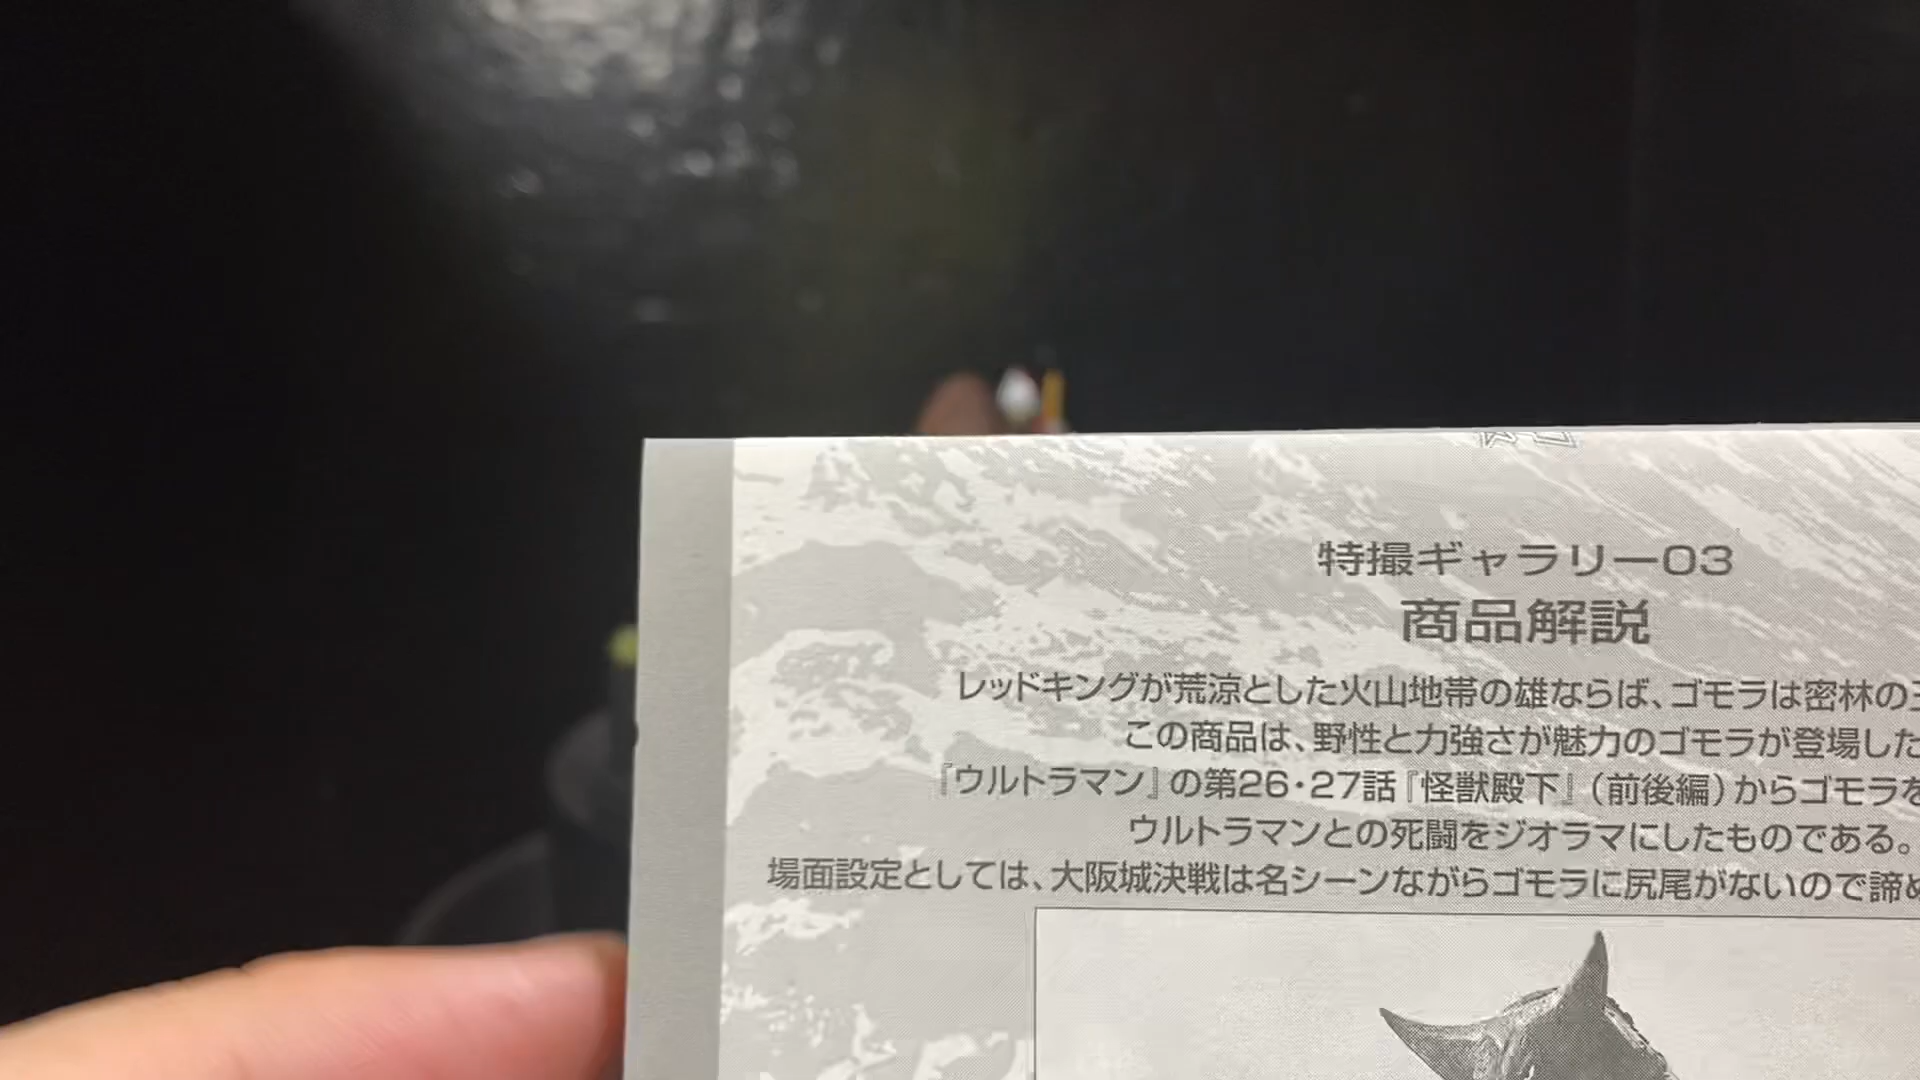 特撮ギャラリー03
商品解説
レッドキングが荒涼とした火山地帯の雄ならば、ゴモラは密林の
この商品は、野性と力強さが魅力のゴモラが登場した
『ウルトラマン』の第26・27話『怪獣殿下』（前後編）からゴモラを
ウルトラマンとの死闘をジオラマにしたものである。
場面設定としては、大阪城決戦は名シーンながらゴモラに尻尾がないので諦め